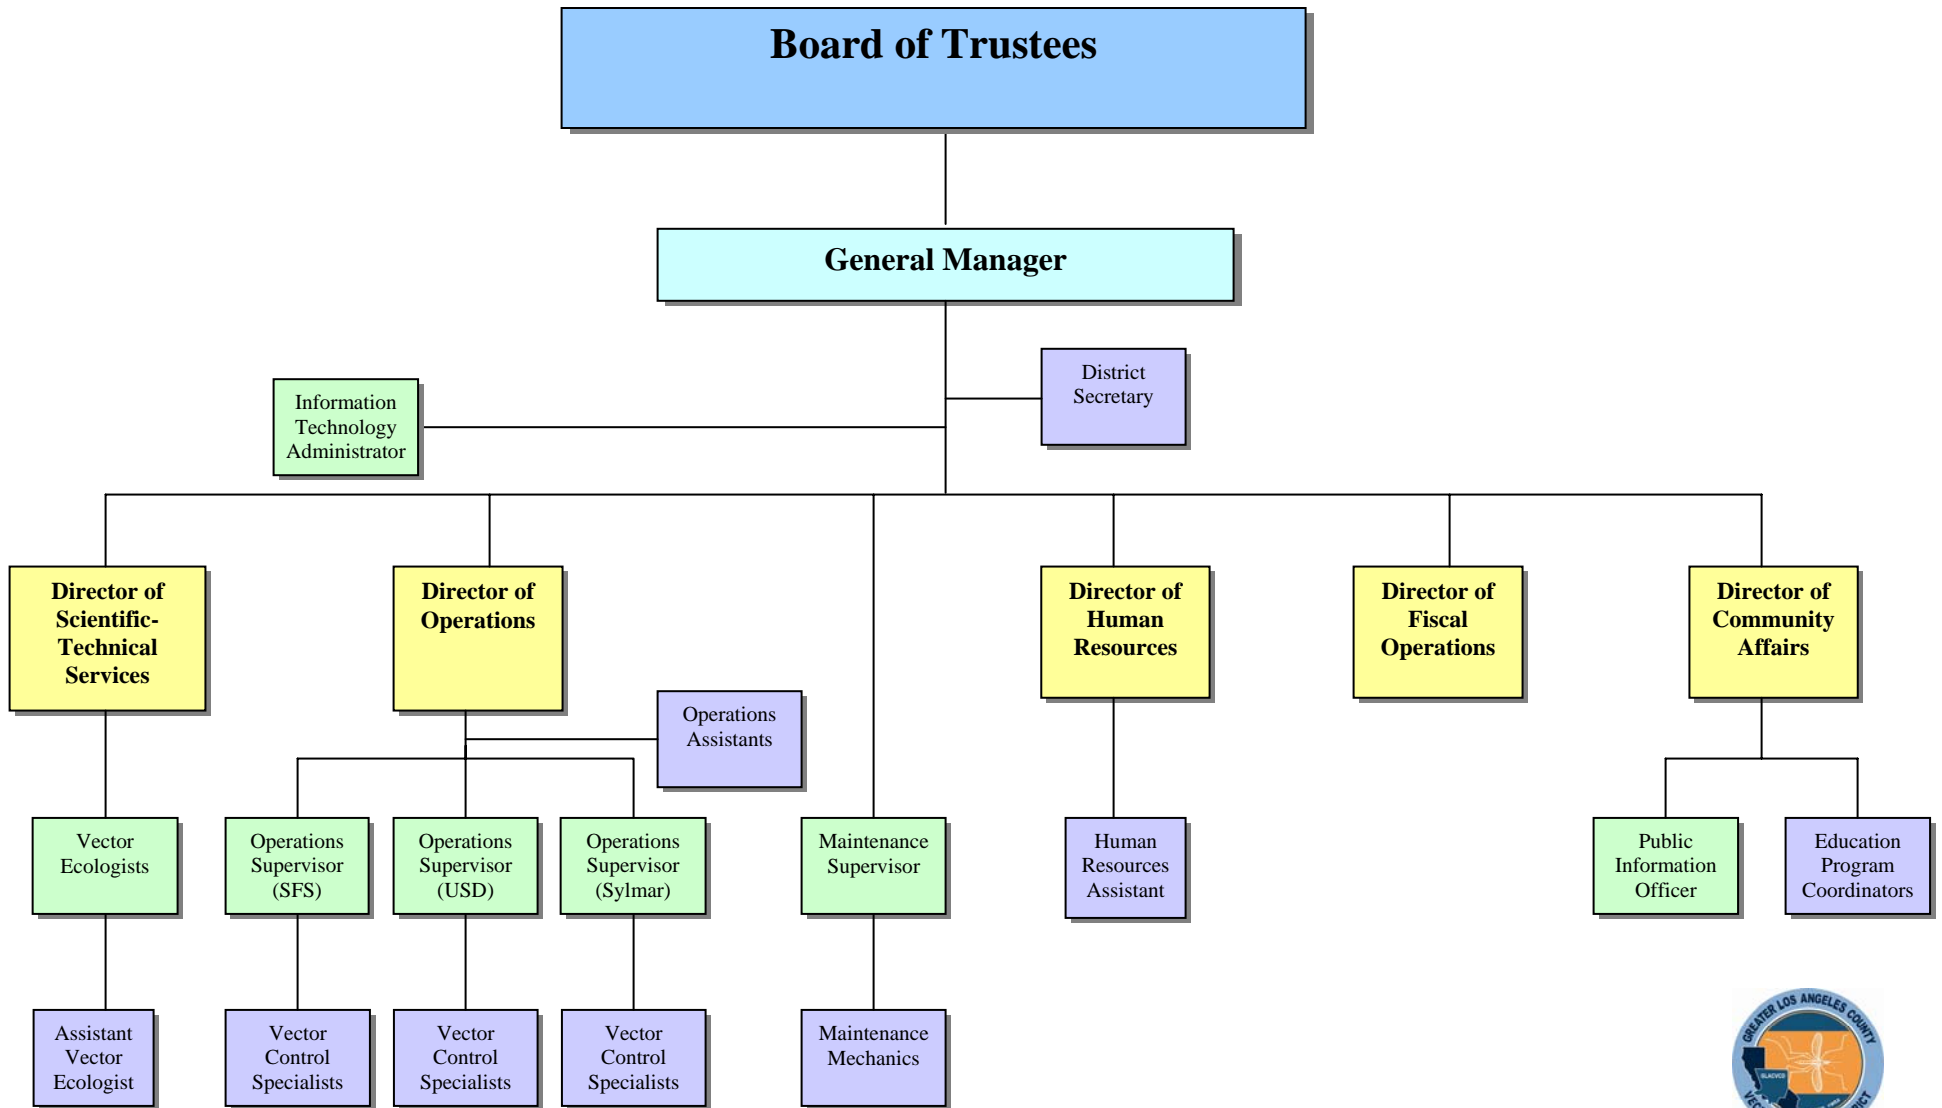 Board of Trustees
General Manager
District
Secretary
Information
Technology
Administrator
Director of
Scientific-
Technical
Services
Director of
Operations
Director of
Human
Resources
Director of
Fiscal
Operations
Director of
Community
Affairs
Operations
Assistants
Vector
Ecologists
Operations
Supervisor
(SFS)
Operations
Supervisor
(USD)
Operations
Supervisor
(Sylmar)
Maintenance
Supervisor
Human
Resources
Assistant
Public
Information
Officer
Education
Program
Coordinators
Assistant
Vector
Ecologist
Vector
Control
Specialists
Vector
Control
Specialists
Vector
Control
Specialists
Maintenance
Mechanics
GREATER LOS ANGELES COUNTY
GLACVCD